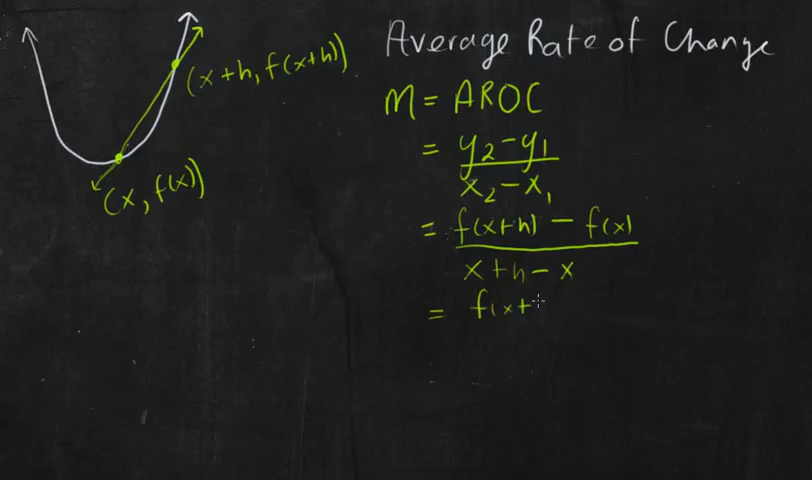 Average Rate of Change
(x+h, f(x+h))
(x, f(x))
m = AROC
= y₂-y₁
x₂-x₁
= f(x+h) - f(x)
x+h-x
= f(x+